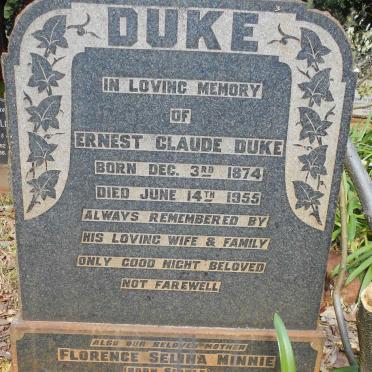 DUKE
IN LOVING MEMORY
OF
ERNEST CLAUDE DUKE
BORN DEC. 3RD 1874
DIED JUNE 14TH 1955
ALWAYS REMEMBERED BY
HIS LOVING WIFE & FAMILY
ONLY GOOD NIGHT BELOVED
NOT FAREWELL
ALSO OUR BELOVED MOTHER
FLORENCE SELINA MINNIE
BORN